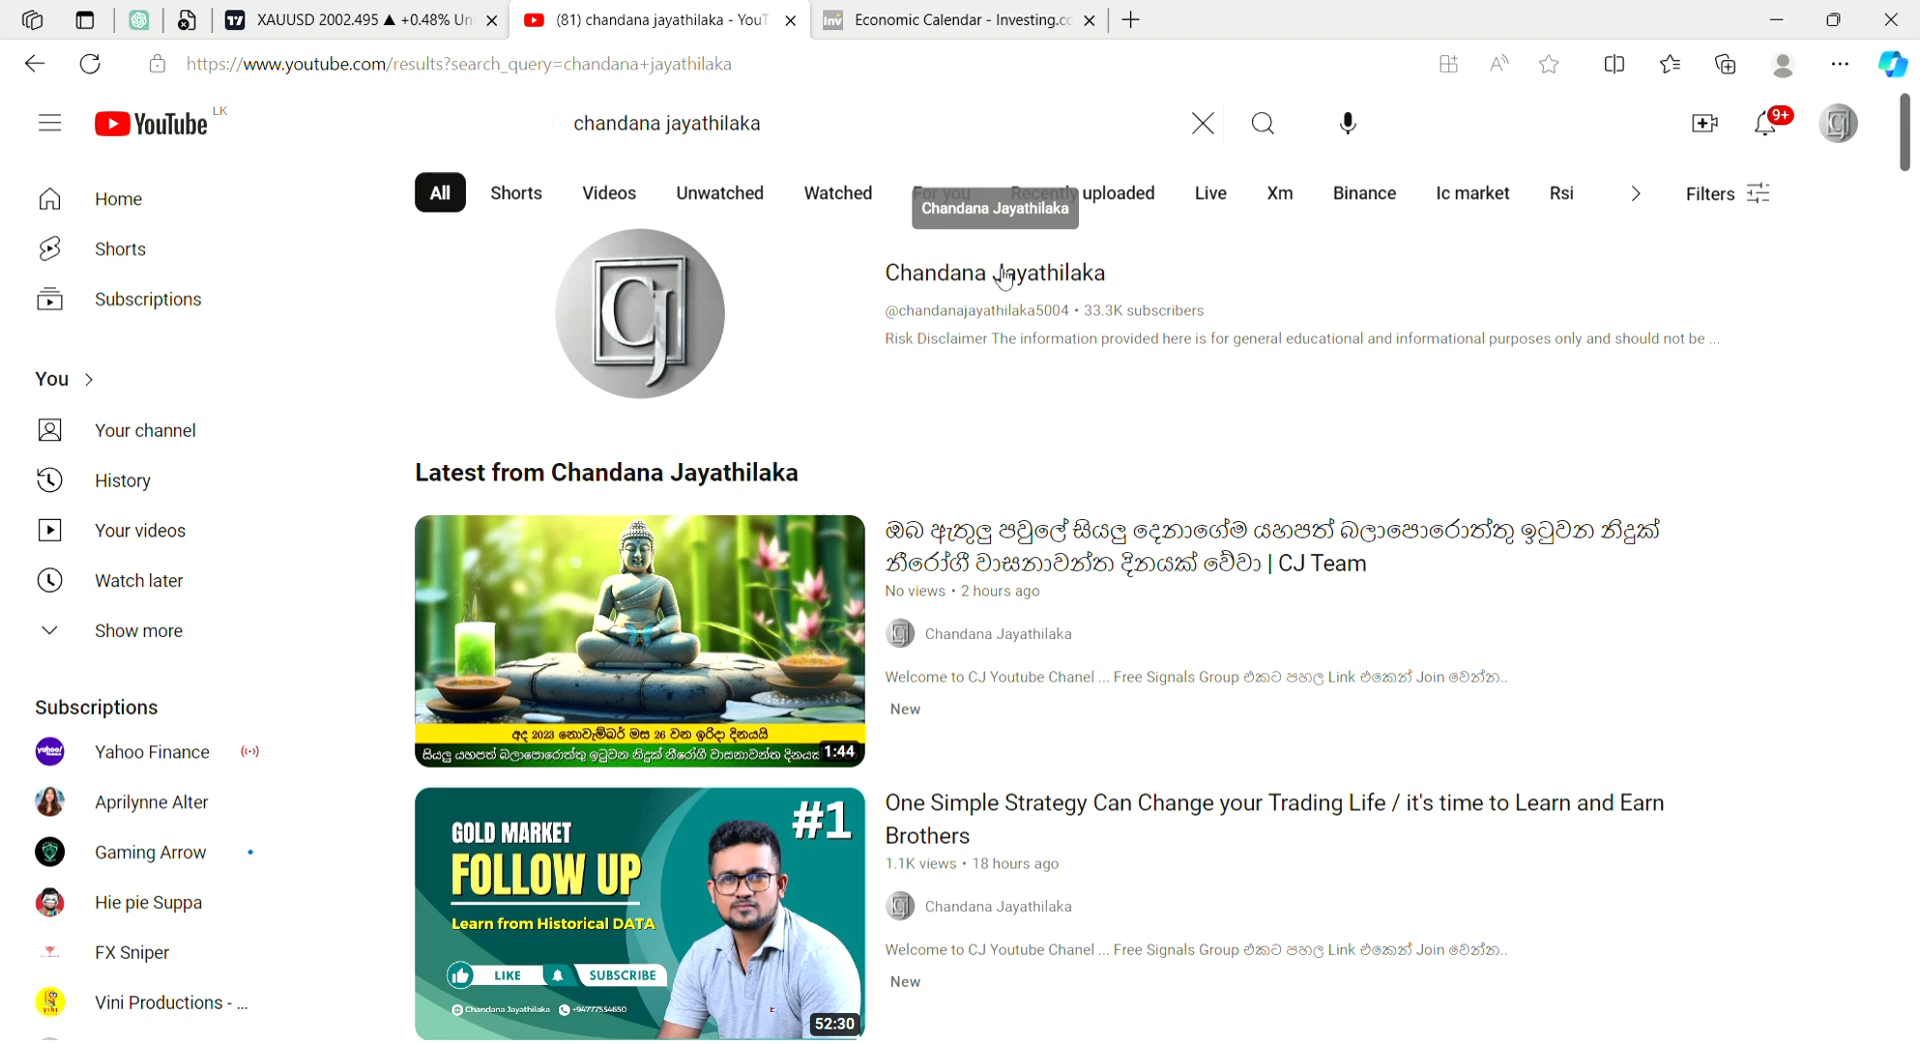 XAUUSD 2002.495 ▲ +0.48% Un
(81) chandana jayathilaka - YouT
Economic Calendar - Investing.cc
https://www.youtube.com/results?search_query=chandana+jayathilaka
YouTube LK
chandana jayathilaka
9+
All Shorts Videos Unwatched Watched For you Recently uploaded Live Xm Binance Ic market Rsi Filters
Chandana Jayathilaka
Home
Shorts
Subscriptions
You
Your channel
History
Your videos
Watch later
Show more
Subscriptions
Yahoo Finance
Aprilynne Alter
Gaming Arrow
Hie pie Suppa
FX Sniper
Vini Productions - ...
Chandana Jayathilaka
@chandanajayathilaka5004 • 33.3K subscribers
Risk Disclaimer The information provided here is for general educational and informational purposes only and should not be ...
Latest from Chandana Jayathilaka
අද 2023 නොවැම්බර් මස 26 වන ඉරිදා දිනයයි
සියලු යහපත් බලාපොරොත්තු ඉටුවන නිදුක් නිරෝගී වාසනාවන්ත දිනයක
1:44
ඔබ ඇතුලු පවුලේ සියලු දෙනාගේම යහපත් බලාපොරොත්තු ඉටුවන නිදුක්
නීරෝගී වාසනාවන්ත දිනයක් වේවා | CJ Team
No views • 2 hours ago
Chandana Jayathilaka
Welcome to CJ Youtube Chanel ... Free Signals Group එකට පහල Link එකෙන් Join වෙන්න..
New
#1
GOLD MARKET
FOLLOW UP
Learn from Historical DATA
LIKE SUBSCRIBE
Chandana Jayathilaka +94777554650
52:30
One Simple Strategy Can Change your Trading Life / it's time to Learn and Earn
Brothers
1.1K views • 18 hours ago
Chandana Jayathilaka
Welcome to CJ Youtube Chanel ... Free Signals Group එකට පහල Link එකෙන් Join වෙන්න..
New